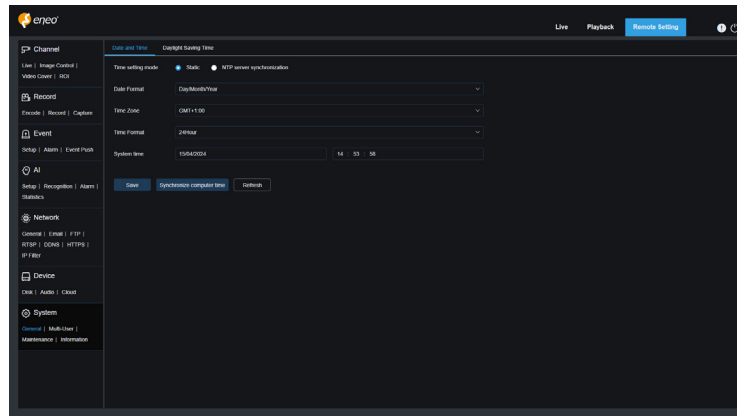 eneo
Live Playback Remote Setting
Channel
Live | Image Control |
Video Cover | ROI
Record
Encode | Record | Capture
Event
Setup | Alarm | Event Push
AI
Setup | Recognition | Alarm |
Statistics
Network
General | Email | FTP |
RTSP | DDNS | HTTPS |
IP Filter
Device
Disk | Audio | Cloud
System
General | Multi-User |
Maintenance | Information
Date and Time Daylight Saving Time
Time setting mode Static NTP server synchronization
Date Format Day/Month/Year
Time Zone GMT+1:00
Time Format 24Hour
System time 15/04/2024 14 : 53 : 58
Save Synchronize computer time Refresh